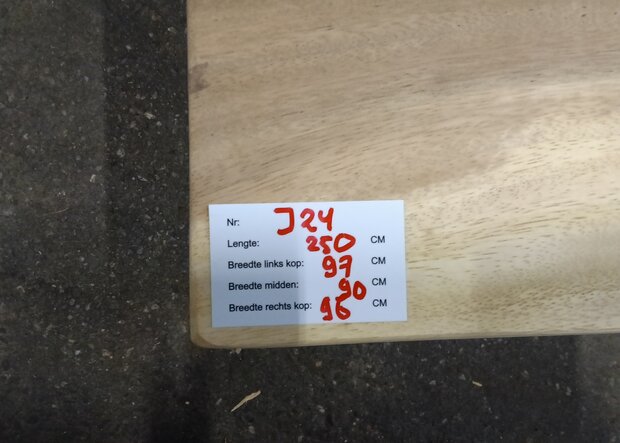 Nr: J24
Lengte: 250 CM
Breedte links kop: 97 CM
Breedte midden: 90 CM
Breedte rechts kop: 96 CM